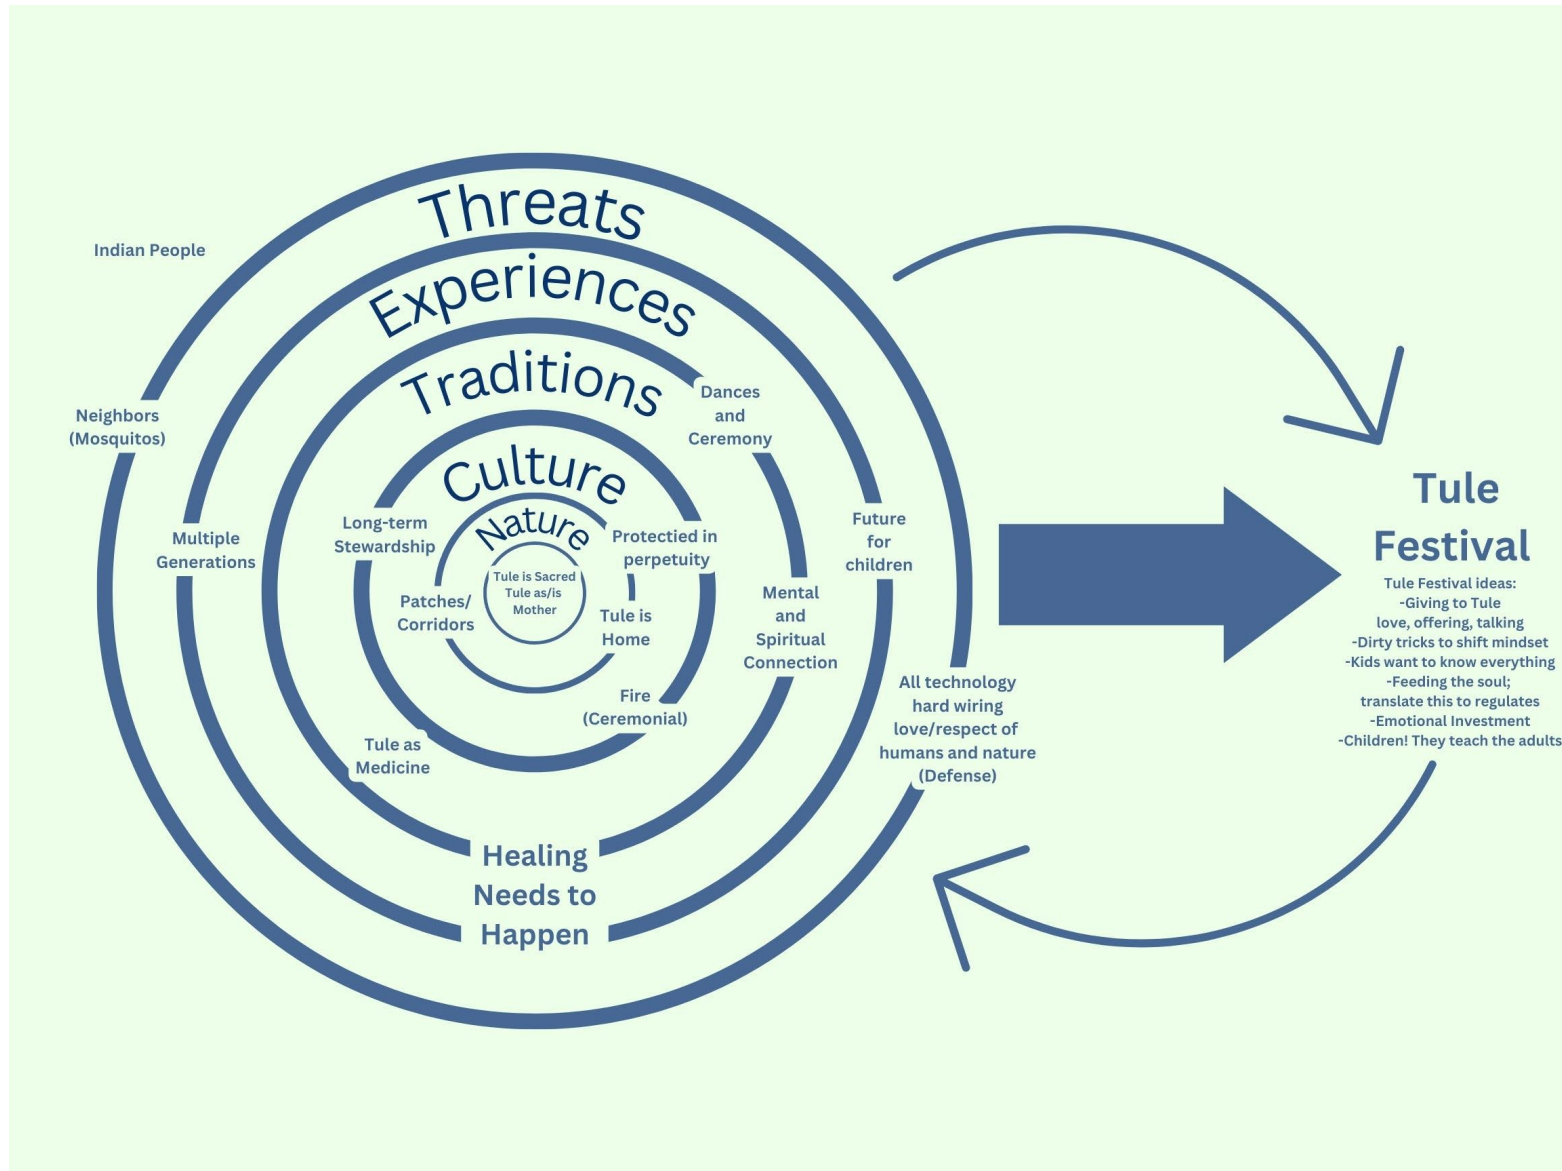 Threats
Experiences
Traditions
Culture
Nature
Tule is Sacred
Tule as/is
Mother
Indian People
Neighbors
(Mosquitos)
Multiple
Generations
Long-term
Stewardship
Patches/
Corridors
Protectied in
perpetuity
Tule is
Home
Fire
(Ceremonial)
Tule as
Medicine
Dances
and
Ceremony
Mental
and
Spiritual
Connection
Future
for
children
All technology
hard wiring
love/respect of
humans and nature
(Defense)
Healing
Needs to
Happen
Tule
Festival
Tule Festival ideas:
-Giving to Tule
love, offering, talking
-Dirty tricks to shift mindset
-Kids want to know everything
-Feeding the soul;
translate this to regulates
-Emotional Investment
-Children! They teach the adults